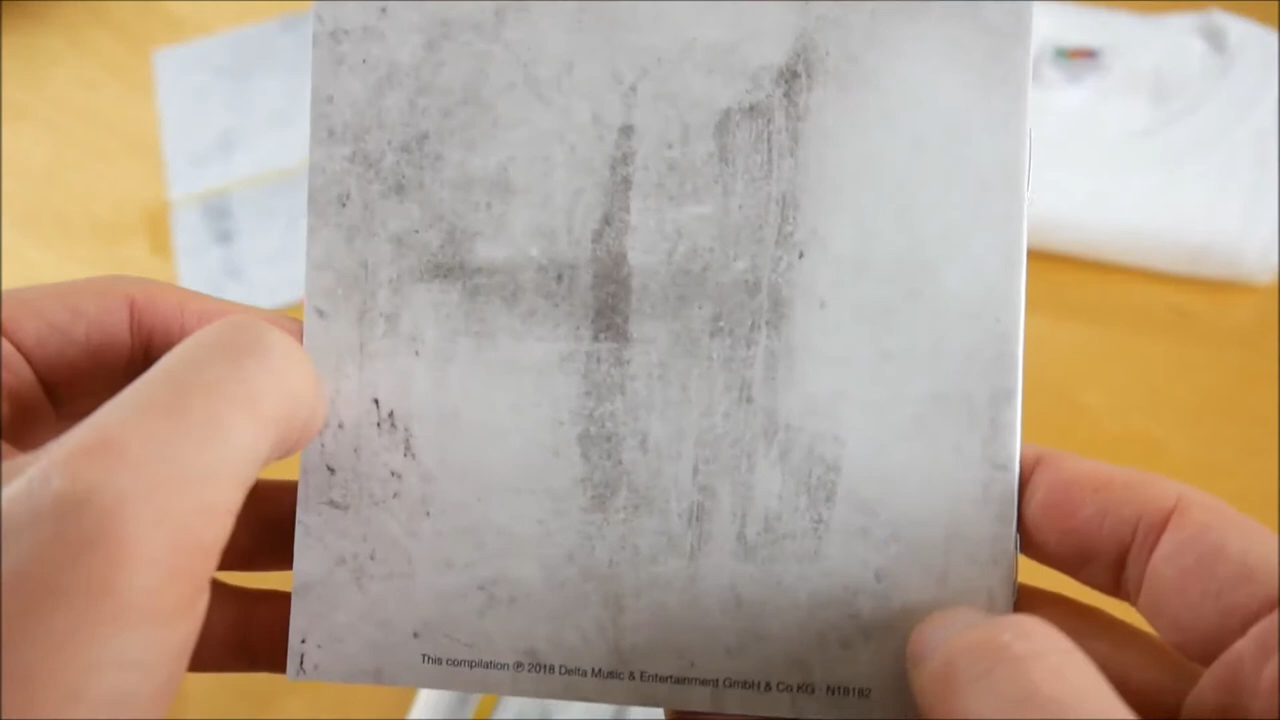 This compilation ℗ 2018 Delta Music & Entertainment GmbH & Co KG · N18182